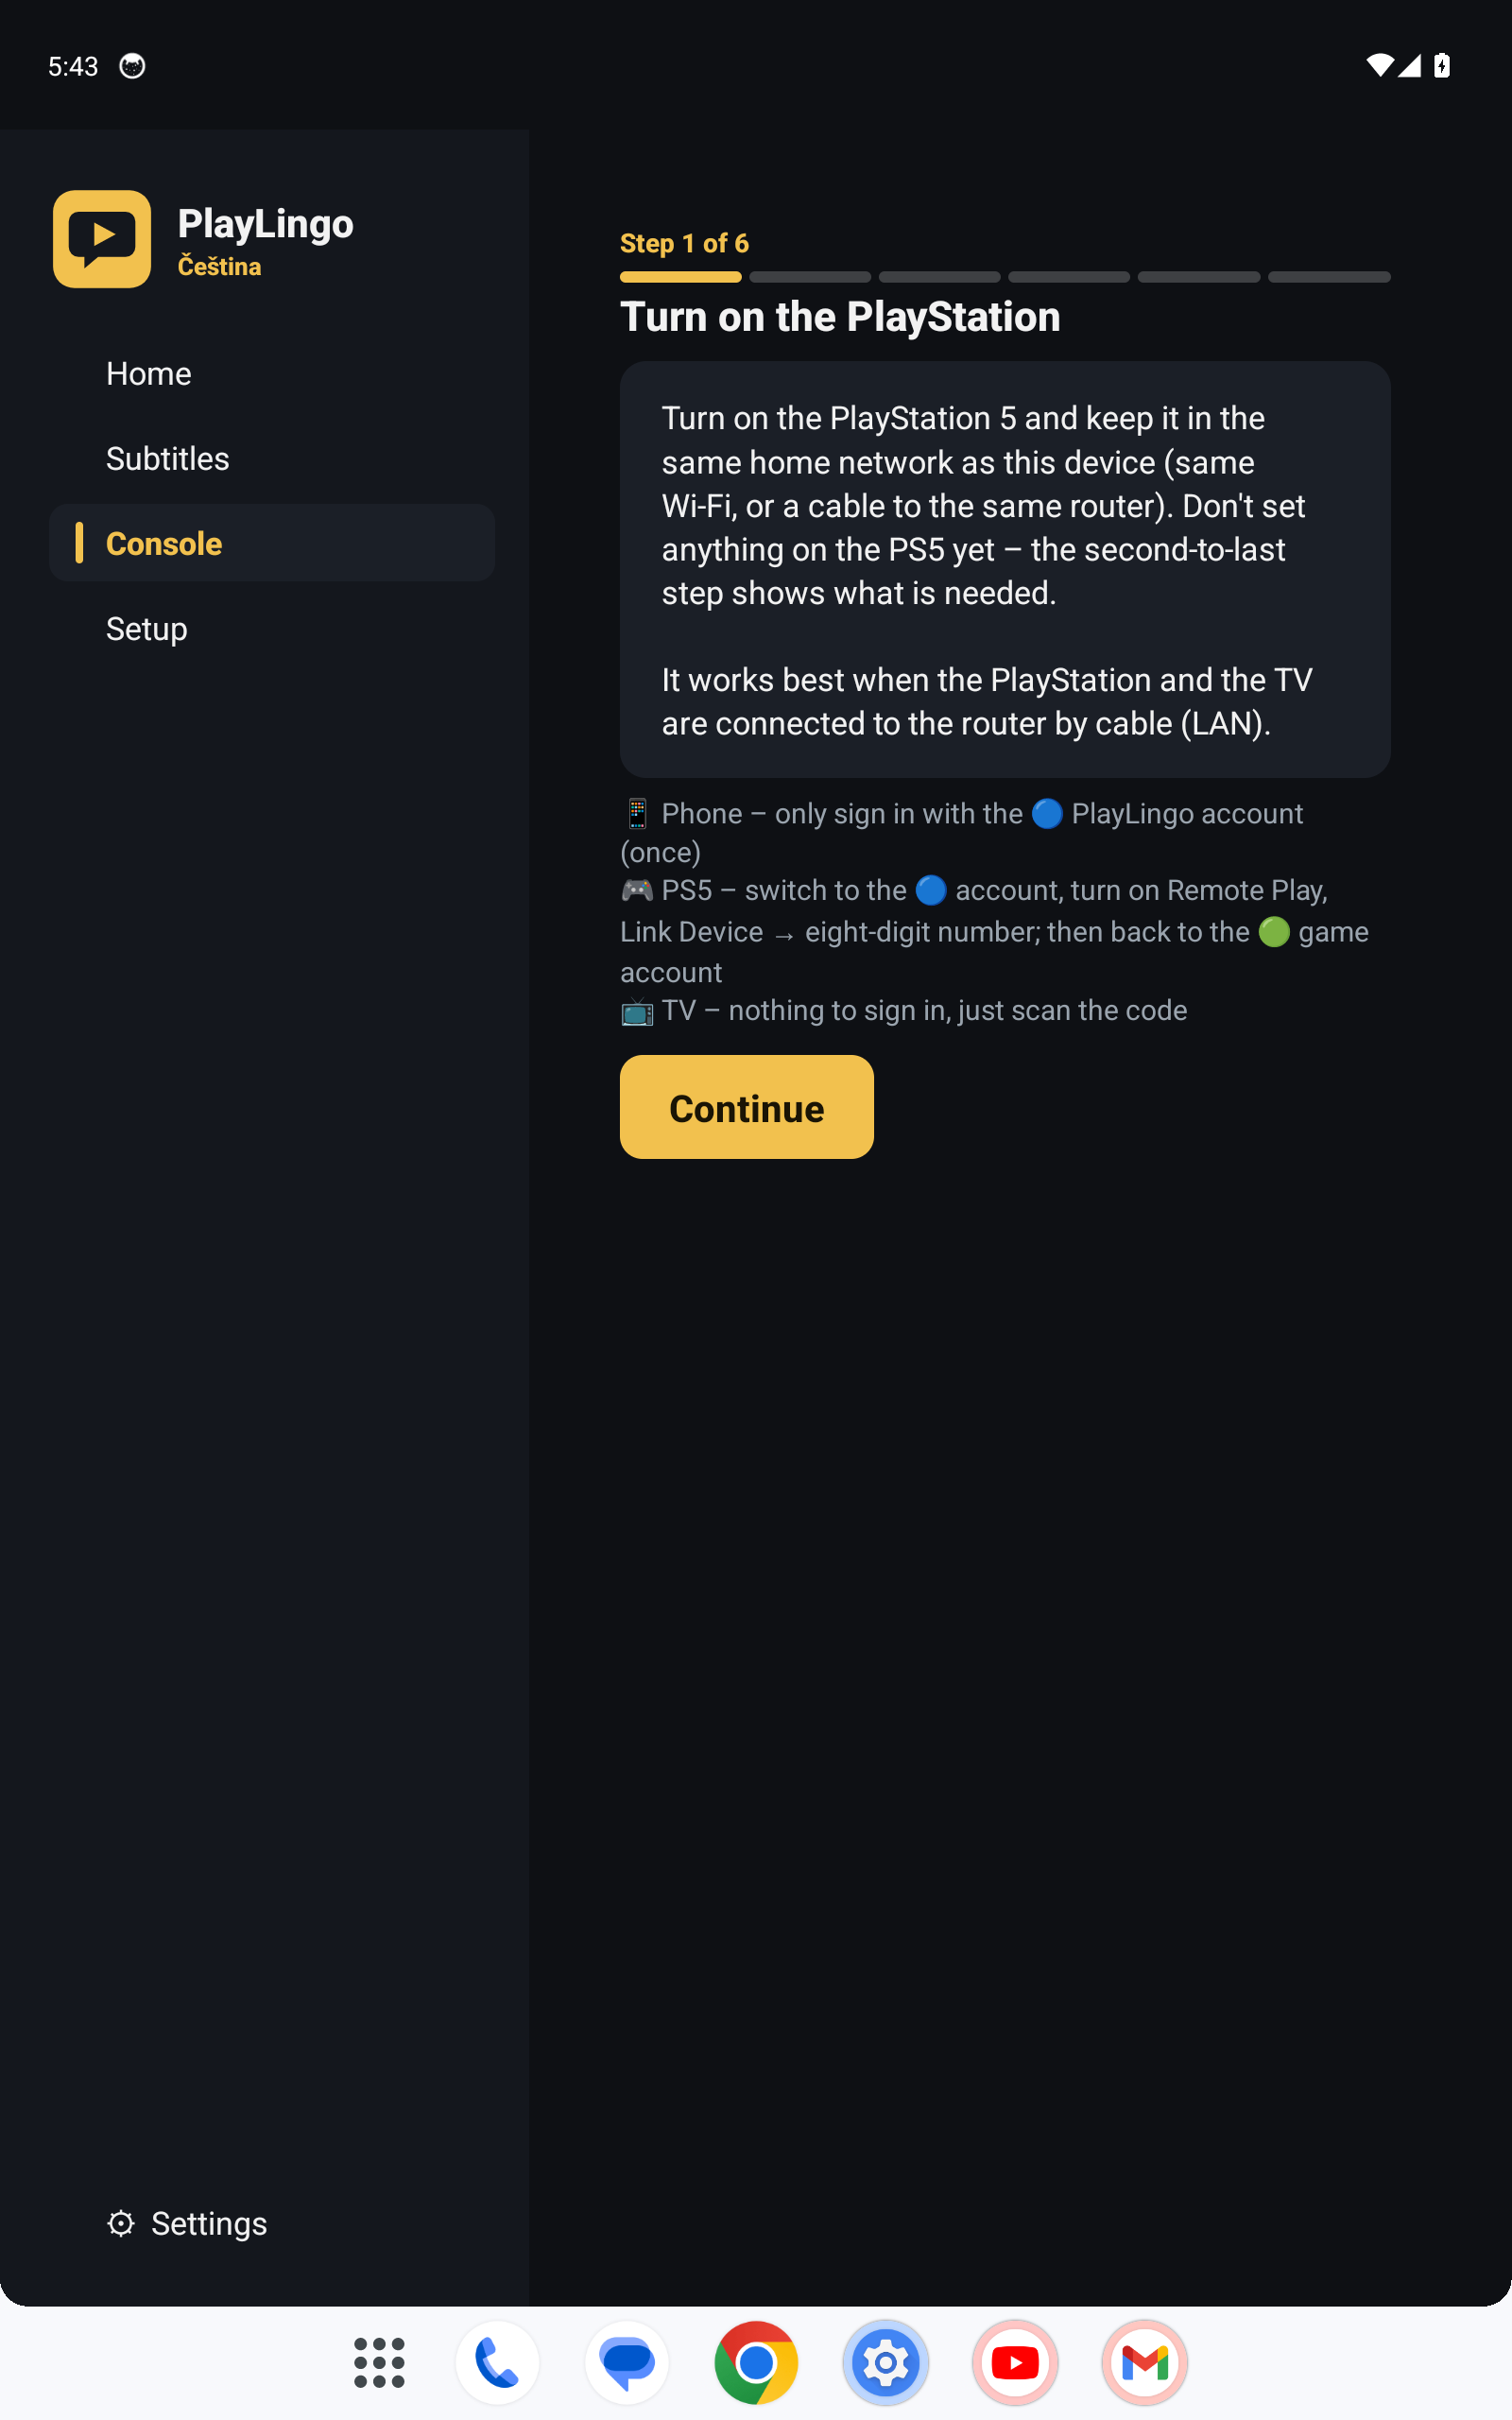 5:43
PlayLingo
Čeština
Home
Subtitles
Console
Setup
Settings
Step 1 of 6
Turn on the PlayStation
Turn on the PlayStation 5 and keep it in the
same home network as this device (same
Wi-Fi, or a cable to the same router). Don't set
anything on the PS5 yet – the second-to-last
step shows what is needed.
It works best when the PlayStation and the TV
are connected to the router by cable (LAN).
📱 Phone – only sign in with the 🔵 PlayLingo account
(once)
🎮 PS5 – switch to the 🔵 account, turn on Remote Play,
Link Device → eight-digit number; then back to the 🟢 game
account
📺 TV – nothing to sign in, just scan the code
Continue